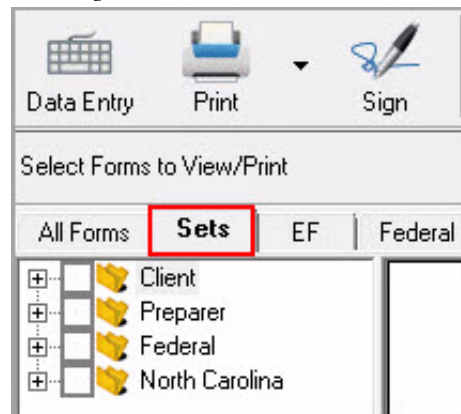 Data Entry Print Sign
Select Forms to View/Print
All Forms Sets EF Federal
Client
Preparer
Federal
North Carolina